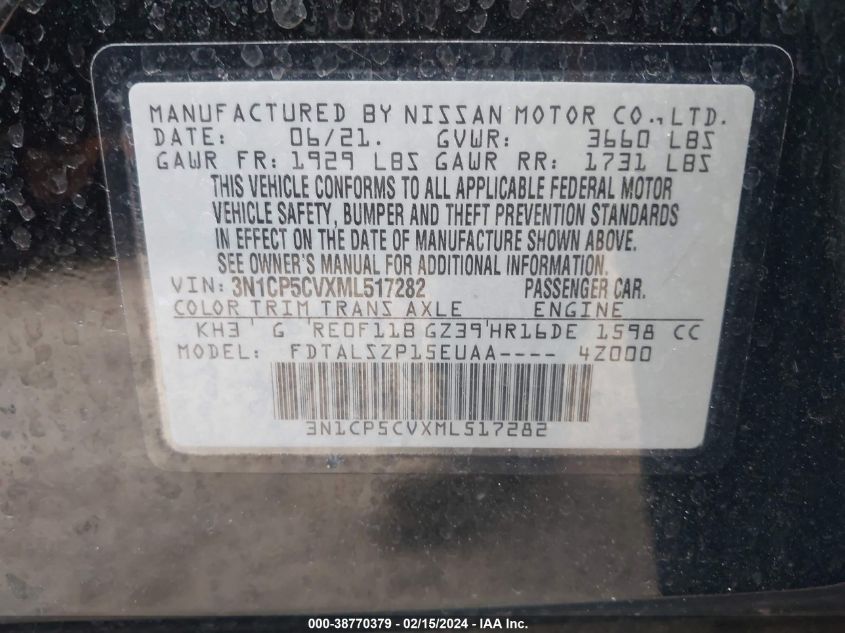 MANUFACTURED BY NISSAN MOTOR CO.,LTD.
DATE: 06/21. GVWR: 3660 LBS
GAWR FR: 1929 LBS GAWR RR: 1731 LBS
THIS VEHICLE CONFORMS TO ALL APPLICABLE FEDERAL MOTOR
VEHICLE SAFETY, BUMPER AND THEFT PREVENTION STANDARDS
IN EFFECT ON THE DATE OF MANUFACTURE SHOWN ABOVE.
SEE OWNER'S MANUAL FOR ADDITIONAL INFORMATION.
VIN: 3N1CP5CVXML517282 PASSENGER CAR.
COLOR TRIM TRANS AXLE ENGINE
KH3' G 'RE0F11B GZ39'HR16DE 1598 CC
MODEL: FDTALSZP15EUAA---- 4Z000
3N1CP5CVXML517282
000-38770379 - 02/15/2024 - IAA Inc.